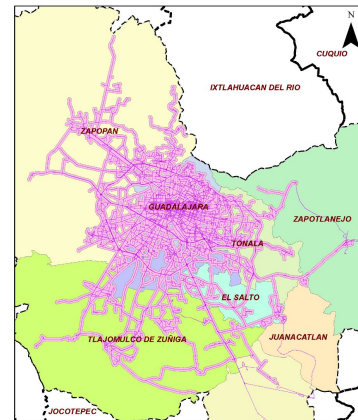 N
CUQUIO
IXTLAHUACAN DEL RIO
ZAPOPAN
GUADALAJARA
ZAPOTLANEJO
TONALA
EL SALTO
JUANACATLAN
TLAJOMULCO DE ZUÑIGA
JOCOTEPEC